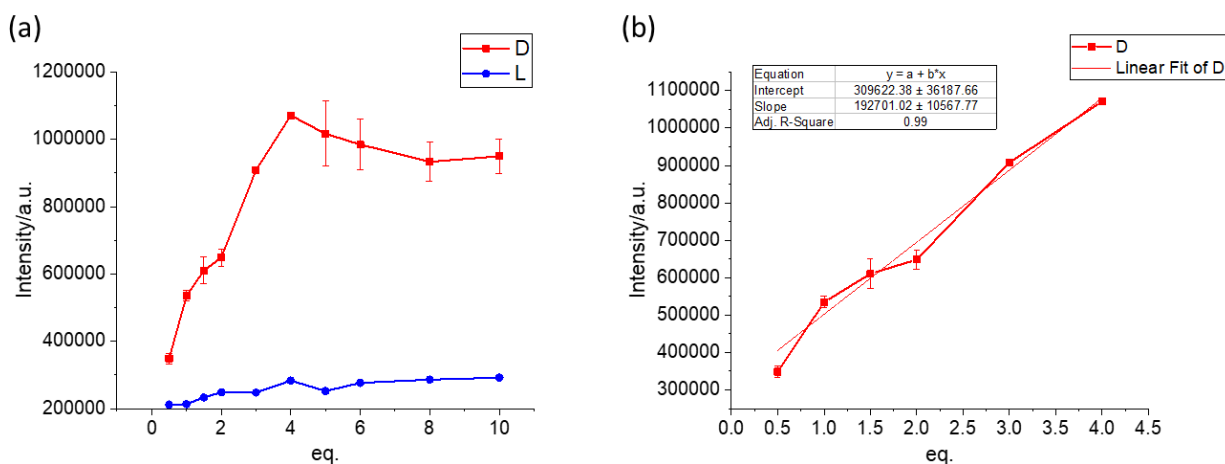 (a)
D
L
1200000
1000000
800000
600000
400000
200000
Intensity/a.u.
0 2 4 6 8 10
eq.
(b)
D
Linear Fit of D
Equation y = a + b*x
Intercept 309622.38 ± 36187.66
Slope 192701.02 ± 10567.77
Adj. R-Square 0.99
1100000
1000000
900000
800000
700000
600000
500000
400000
300000
Intensity/a.u.
0.0 0.5 1.0 1.5 2.0 2.5 3.0 3.5 4.0 4.5
eq.